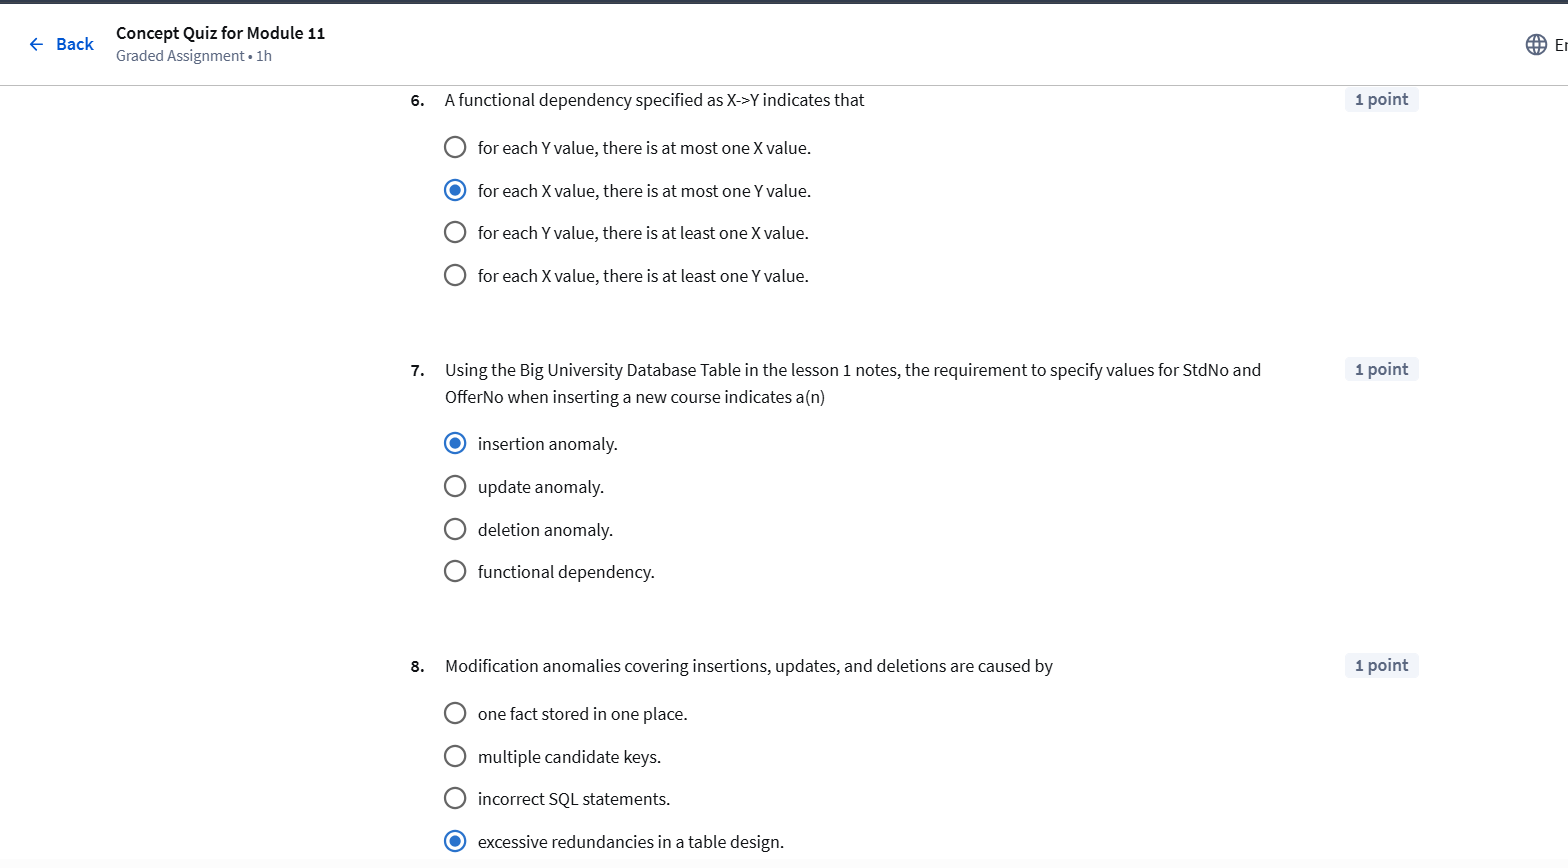 Back
Concept Quiz for Module 11
Graded Assignment • 1h
6. A functional dependency specified as X->Y indicates that
1 point
for each Y value, there is at most one X value.
for each X value, there is at most one Y value.
for each Y value, there is at least one X value.
for each X value, there is at least one Y value.
7. Using the Big University Database Table in the lesson 1 notes, the requirement to specify values for StdNo and
1 point
OfferNo when inserting a new course indicates a(n)
insertion anomaly.
update anomaly.
deletion anomaly.
functional dependency.
8. Modification anomalies covering insertions, updates, and deletions are caused by
1 point
one fact stored in one place.
multiple candidate keys.
incorrect SQL statements.
excessive redundancies in a table design.